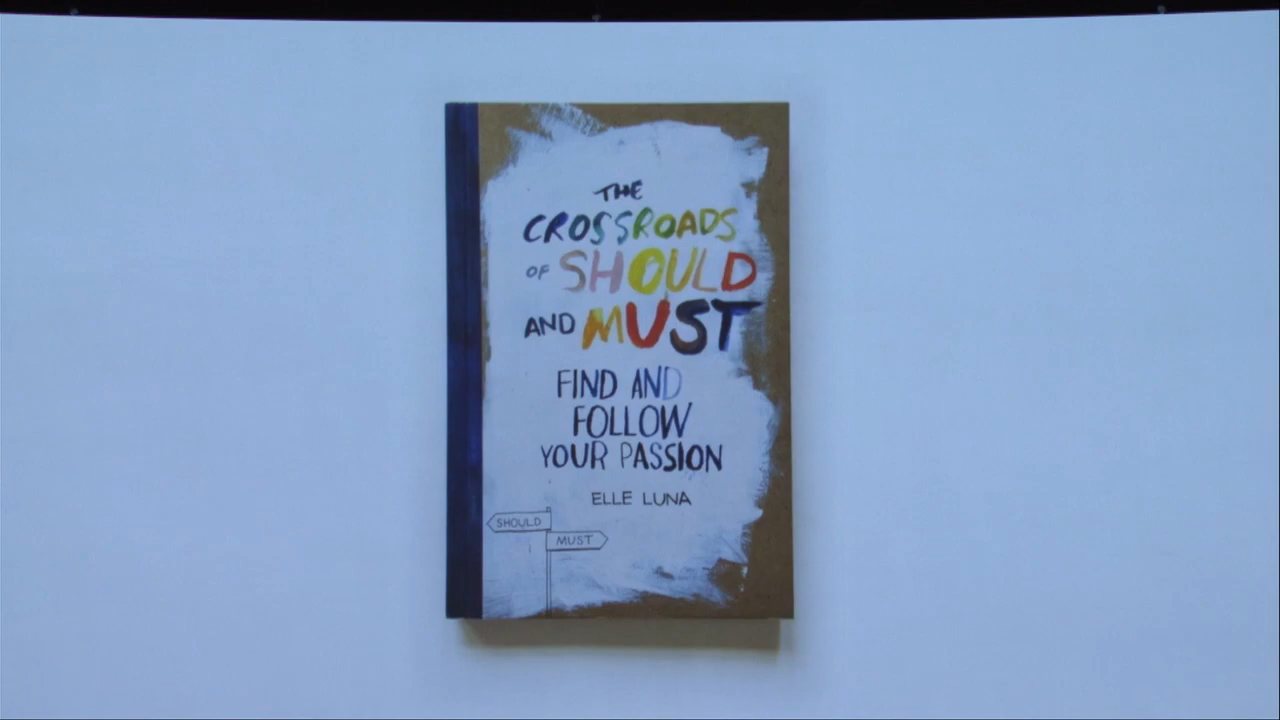 THE
CROSSROADS
OF SHOULD
AND MUST
FIND AND
FOLLOW
YOUR PASSION
ELLE LUNA
SHOULD
MUST